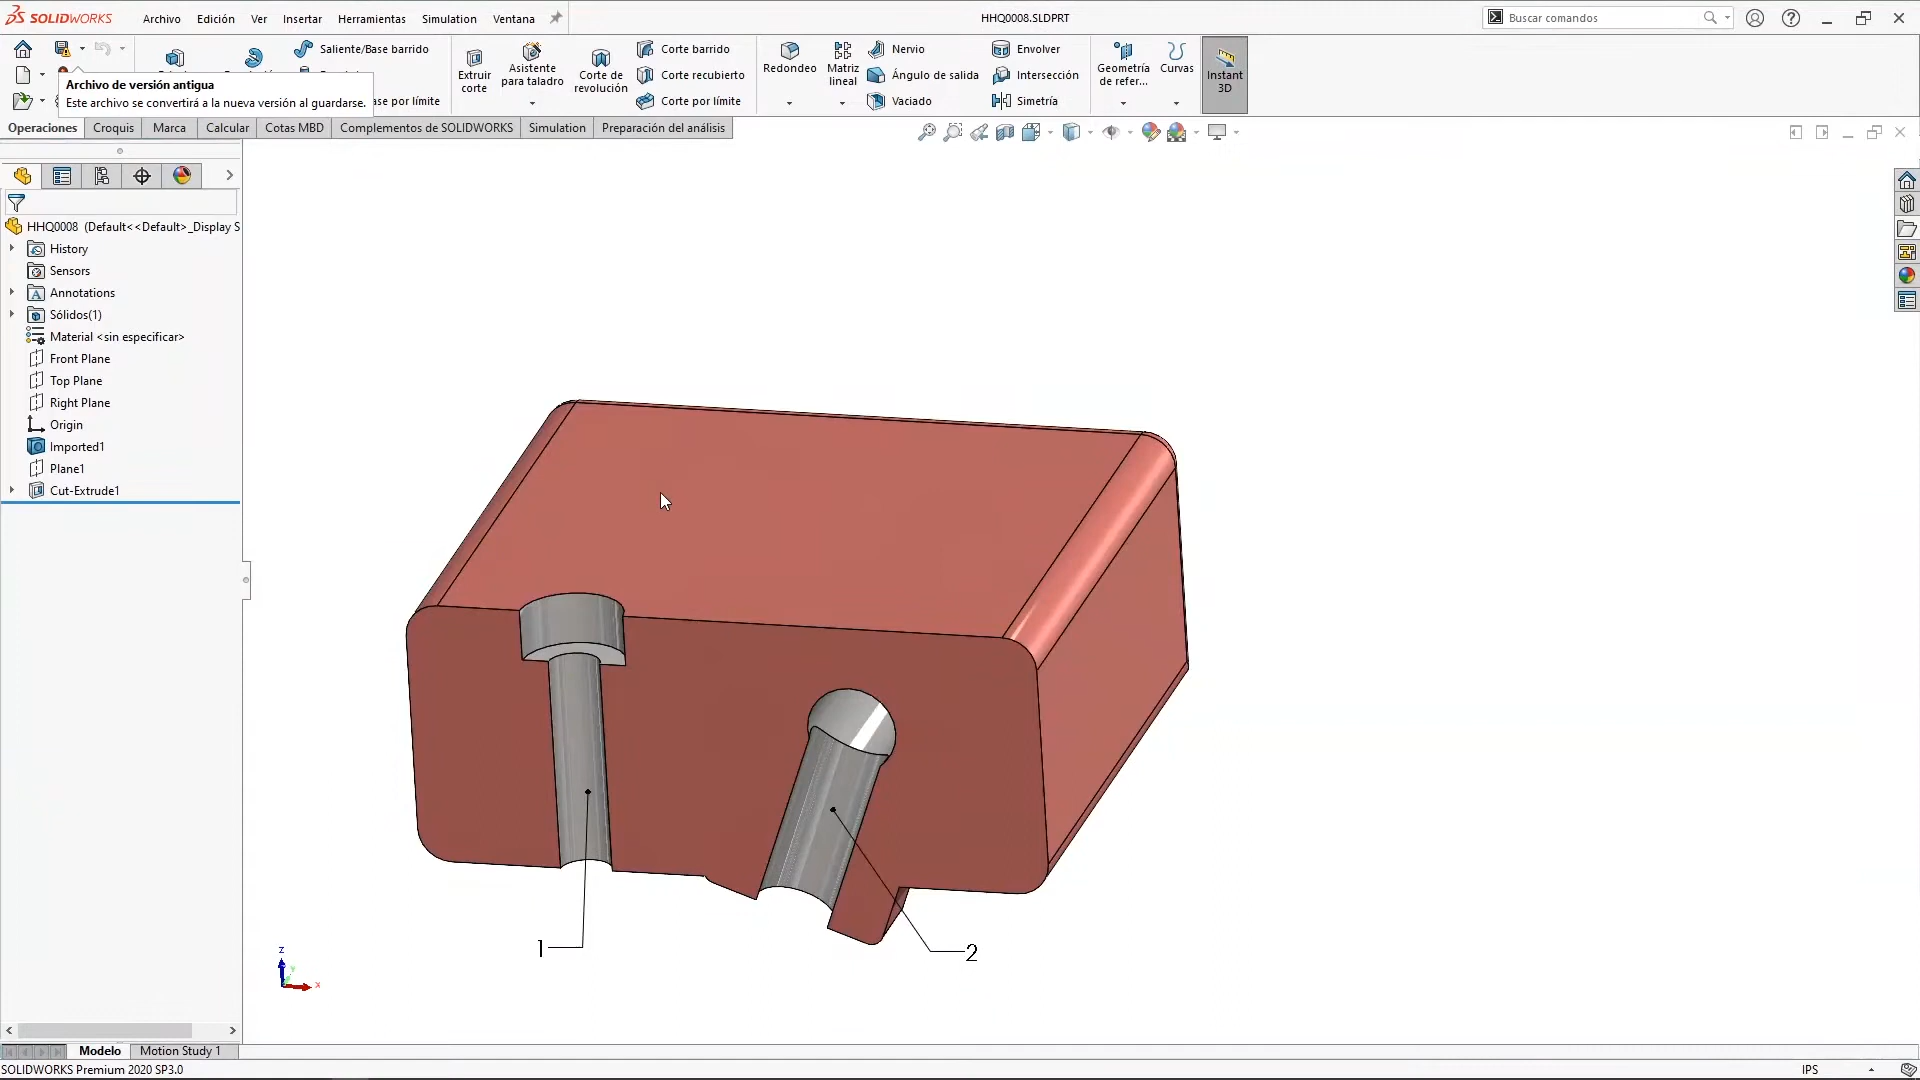 SOLIDWORKS
Archivo Edición Ver Insertar Herramientas Simulation Ventana
HHQ0008.SLDPRT
Buscar comandos
Saliente/Base barrido
ase por límite
Archivo de versión antigua
Este archivo se convertirá a la nueva versión al guardarse.
Extruir corte
Asistente para taladro
Corte de revolución
Corte barrido
Corte recubierto
Corte por límite
Redondeo
Matriz lineal
Nervio
Ángulo de salida
Vaciado
Envolver
Intersección
Simetría
Geometría de refer...
Curvas
Instant 3D
Operaciones Croquis Marca Calcular Cotas MBD Complementos de SOLIDWORKS Simulation Preparación del análisis
HHQ0008 (Default<<Default>_Display S
History
Sensors
A Annotations
Sólidos(1)
Material <sin especificar>
Front Plane
Top Plane
Right Plane
Origin
Imported1
Plane1
Cut-Extrude1
1
2
z
Y
x
Modelo Motion Study 1
SOLIDWORKS Premium 2020 SP3.0
IPS